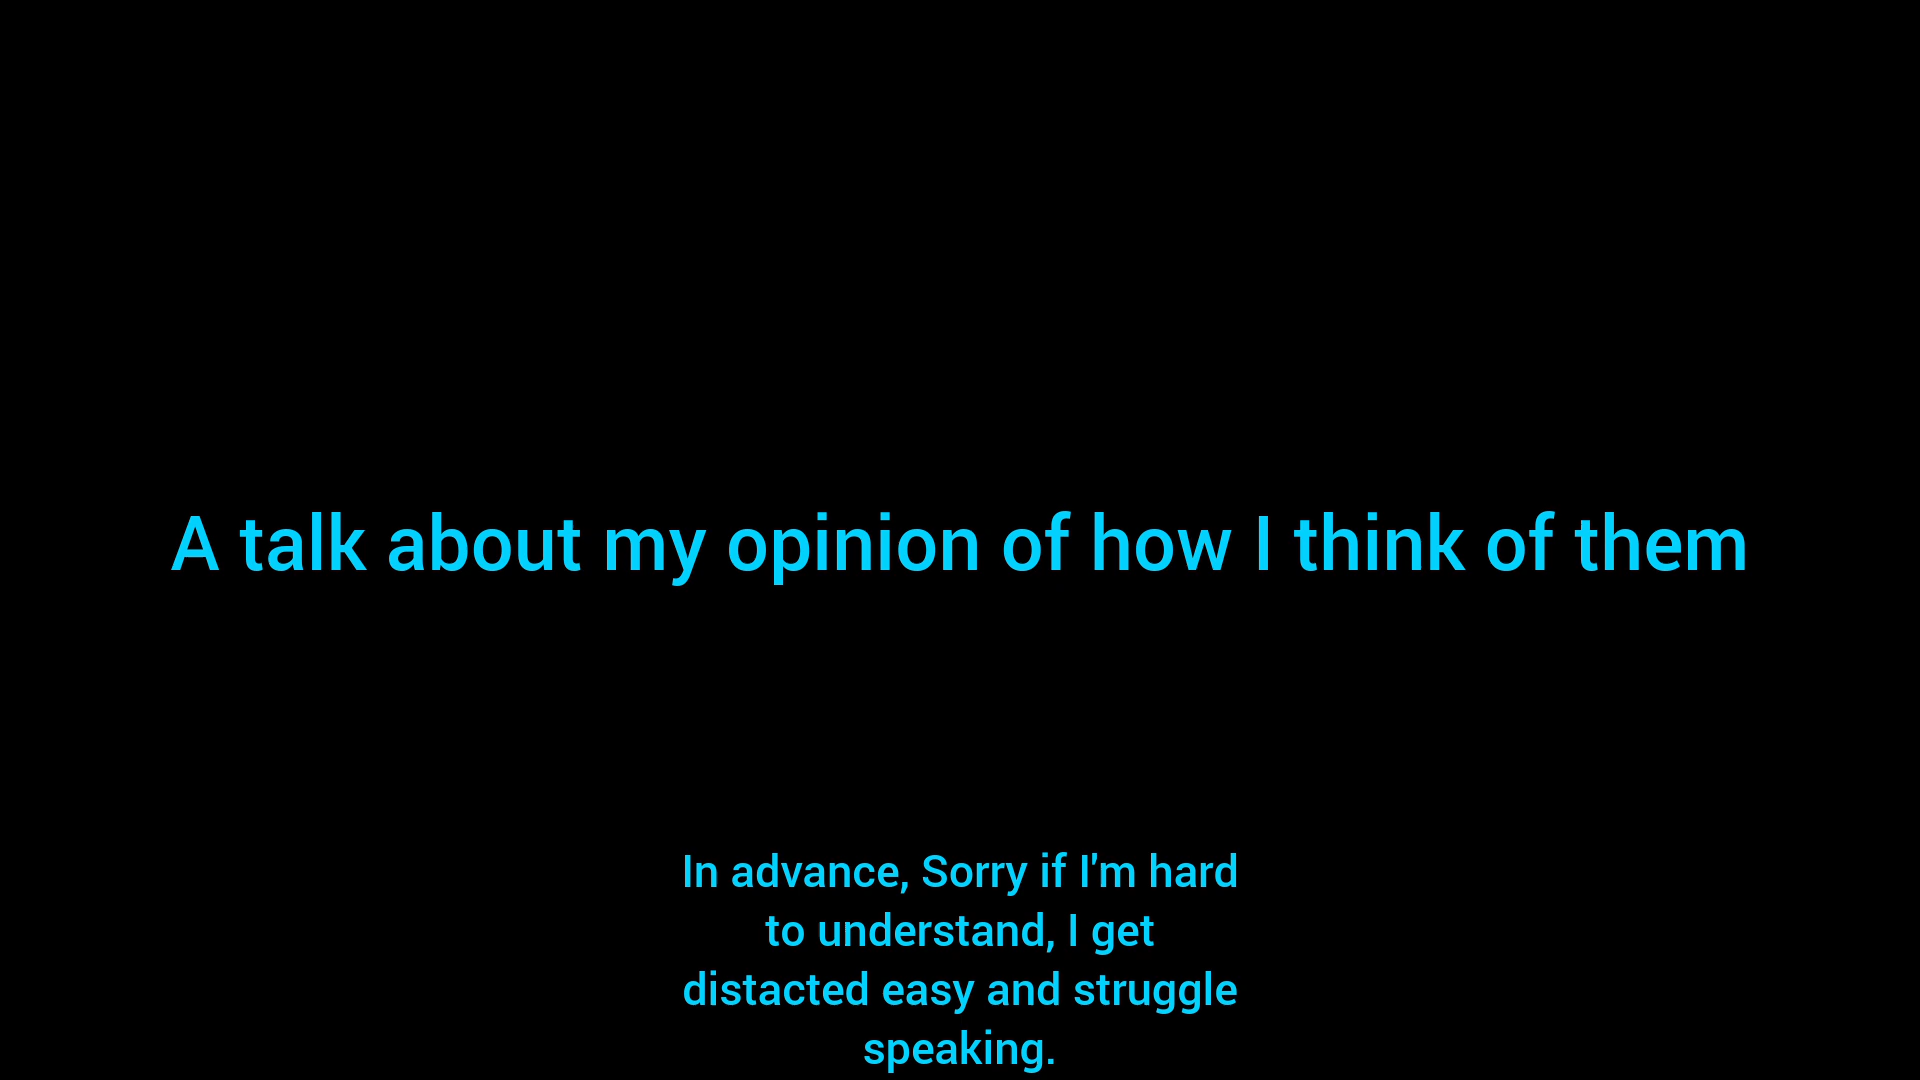 A talk about my opinion of how I think of them
In advance, Sorry if I'm hard
to understand, I get
distacted easy and struggle
speaking.